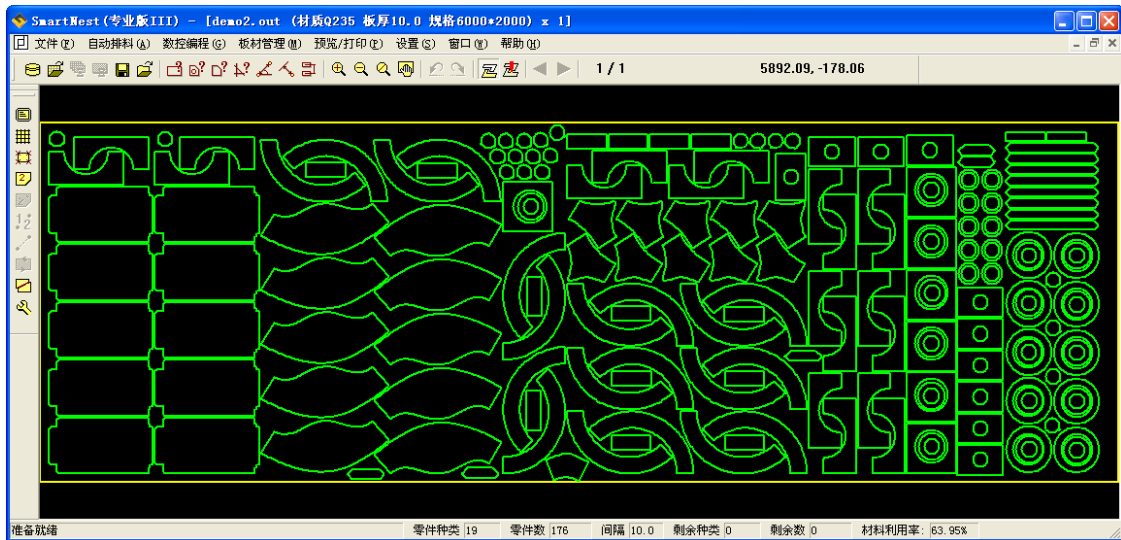 SmartNest(专业版III) - [demo2.out (材质Q235 板厚10.0 规格6000*2000) x 1]
文件(F) 自动排料(A) 数控编程(G) 板材管理(M) 预览/打印(P) 设置(S) 窗口(W) 帮助(H)
1 / 1 5892.09, -178.06
准备就绪 零件种类 19 零件数 176 间隔 10.0 剩余种类 0 剩余数 0 材料利用率: 63.95%